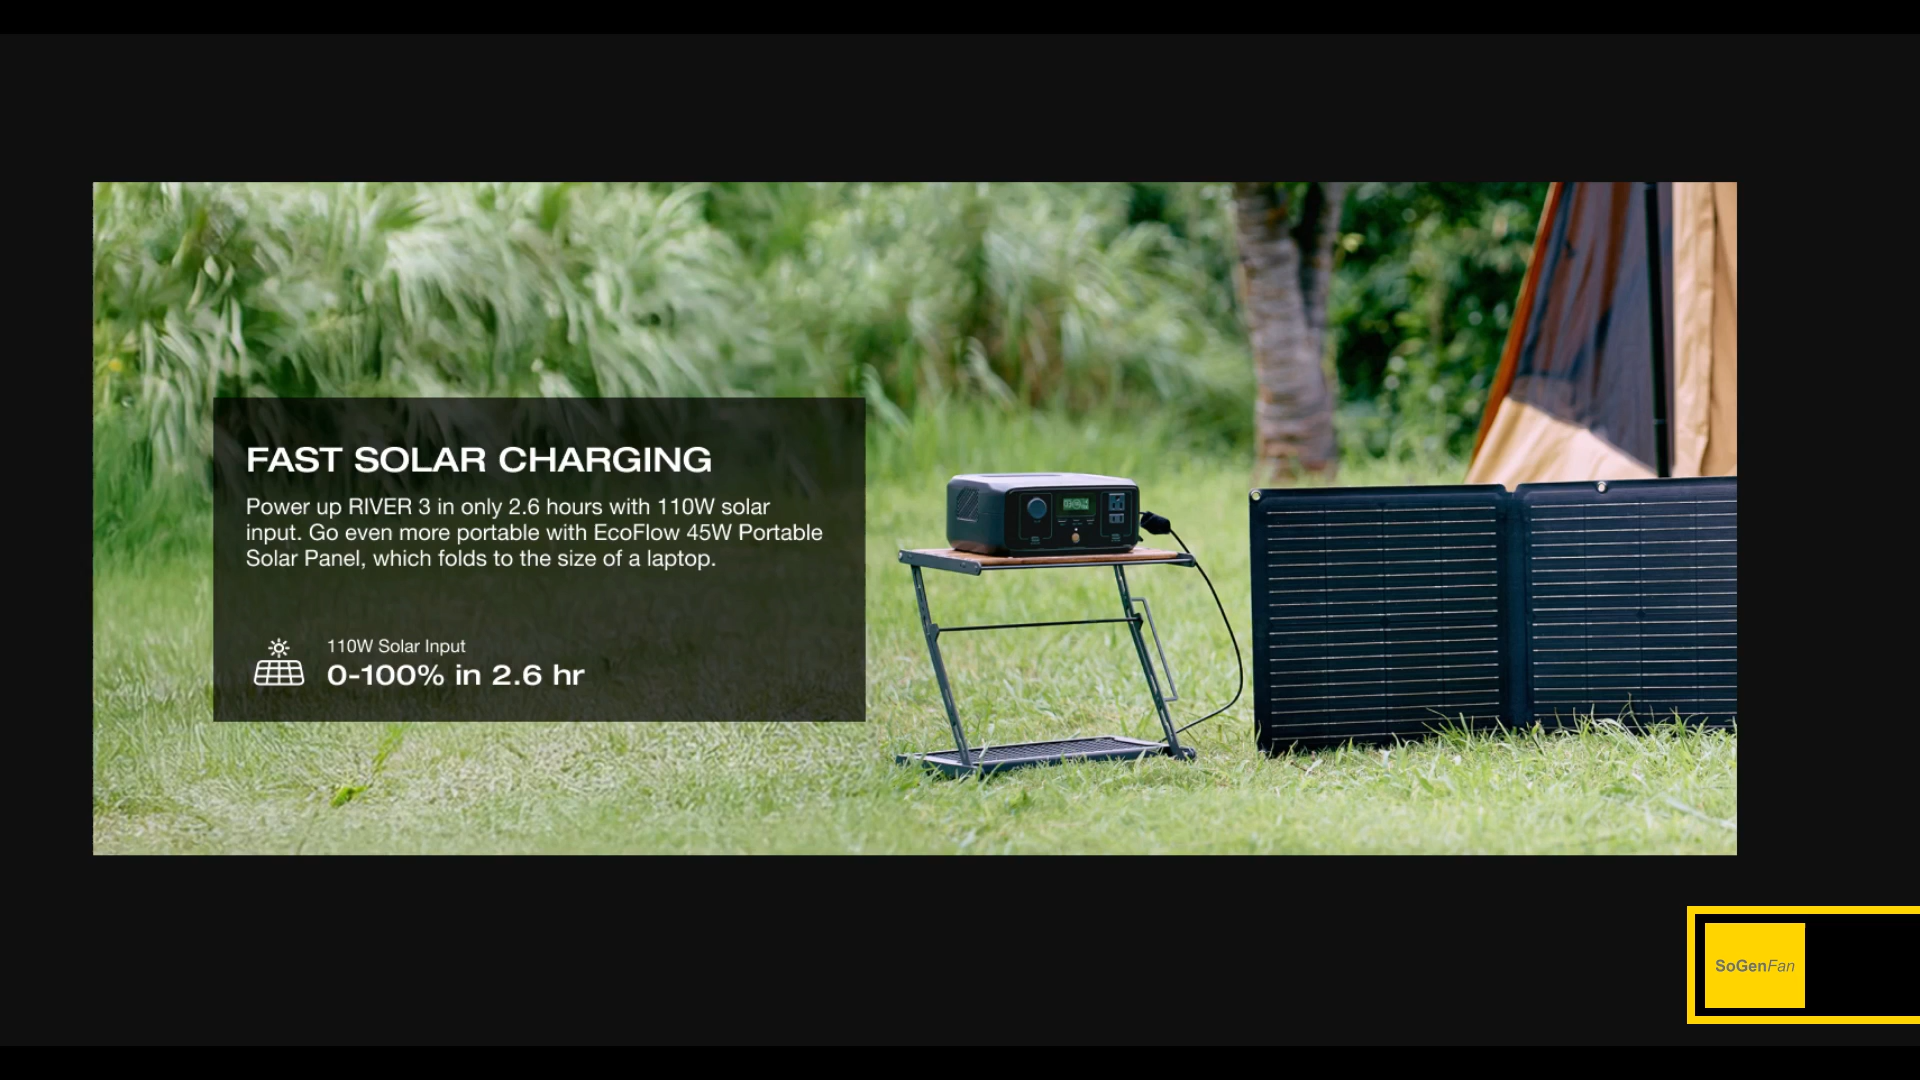 FAST SOLAR CHARGING
Power up RIVER 3 in only 2.6 hours with 110W solar
input. Go even more portable with EcoFlow 45W Portable
Solar Panel, which folds to the size of a laptop.
110W Solar Input
0-100% in 2.6 hr
SoGenFan